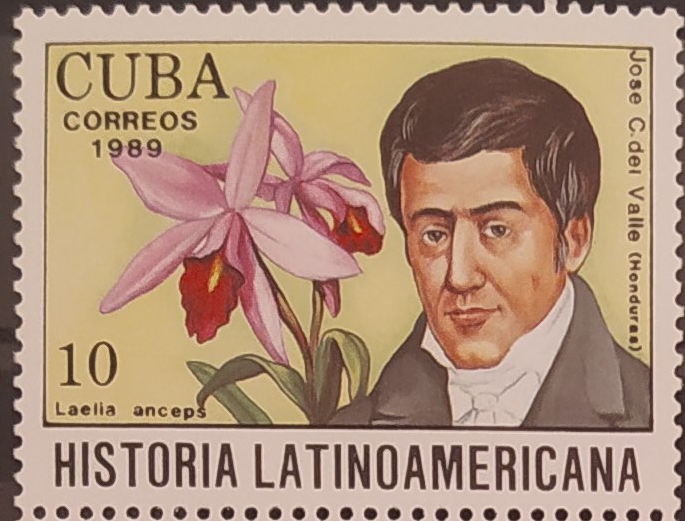 CUBA
CORREOS
1989
Jose C. del Valle (Honduras)
10
Laelia anceps
HISTORIA LATINOAMERICANA